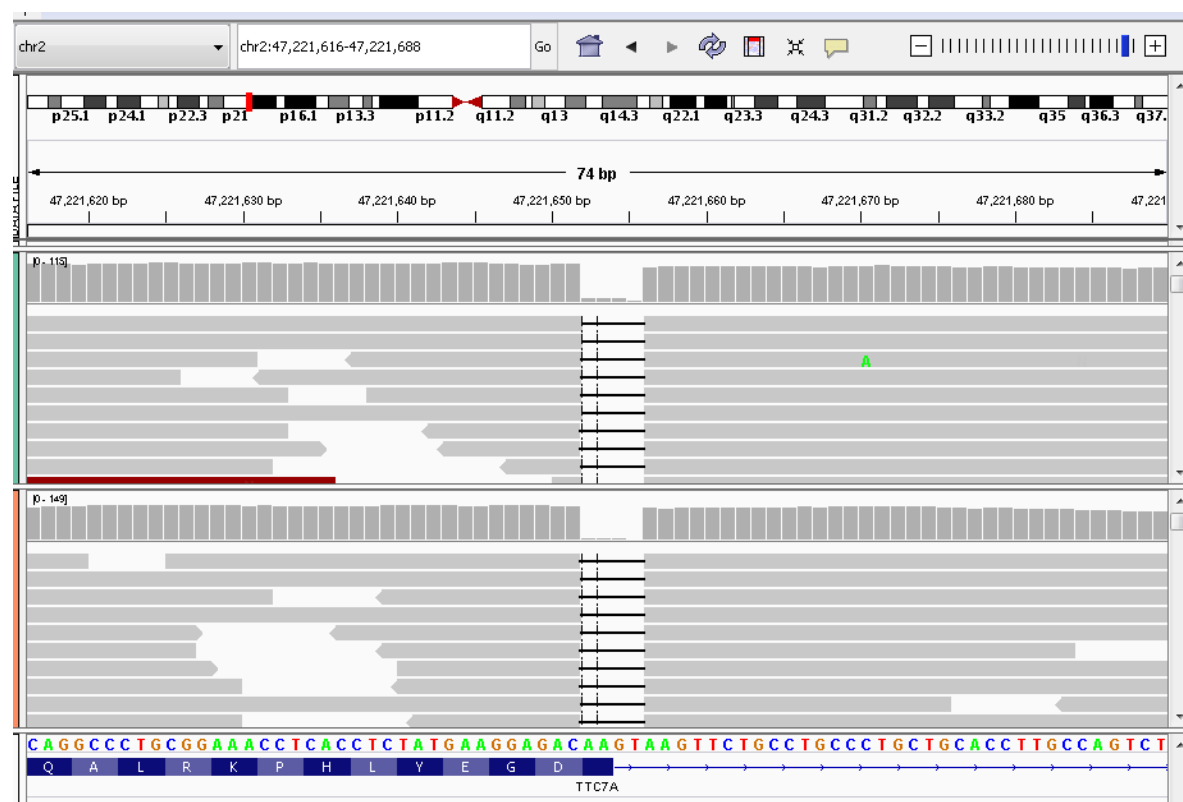 chr2 chr2:47,221,616-47,221,688 Go
p25.1 p24.1 p22.3 p21 p16.1 p13.3 p11.2 q11.2 q13 q14.3 q22.1 q23.3 q24.3 q31.2 q32.2 q33.2 q35 q36.3 q37.
74 bp
47,221,620 bp 47,221,630 bp 47,221,640 bp 47,221,650 bp 47,221,660 bp 47,221,670 bp 47,221,680 bp 47,221
[0 - 115]
A
[0 - 149]
C A G G C C C T G C G G A A A C C T C A C C T C T A T G A A G G A G A C A A G T A A G T T C T G C C T G C C C T G C T G C A C C T T G C C A G T C T
Q A L R K P H L Y E G D
TTC7A